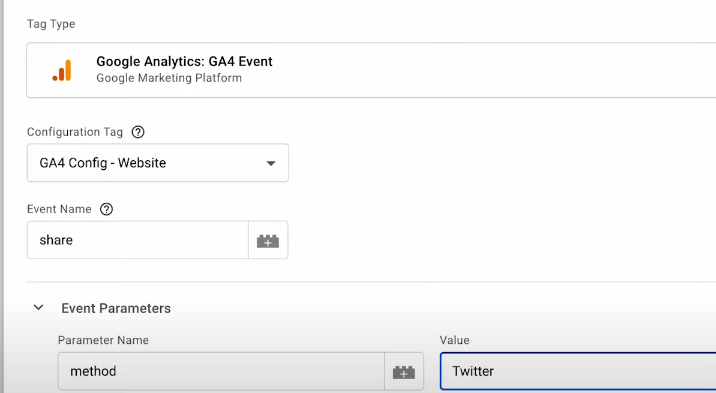 Tag Type
Google Analytics: GA4 Event
Google Marketing Platform
Configuration Tag
GA4 Config - Website
Event Name
share
Event Parameters
Parameter Name Value
method Twitter